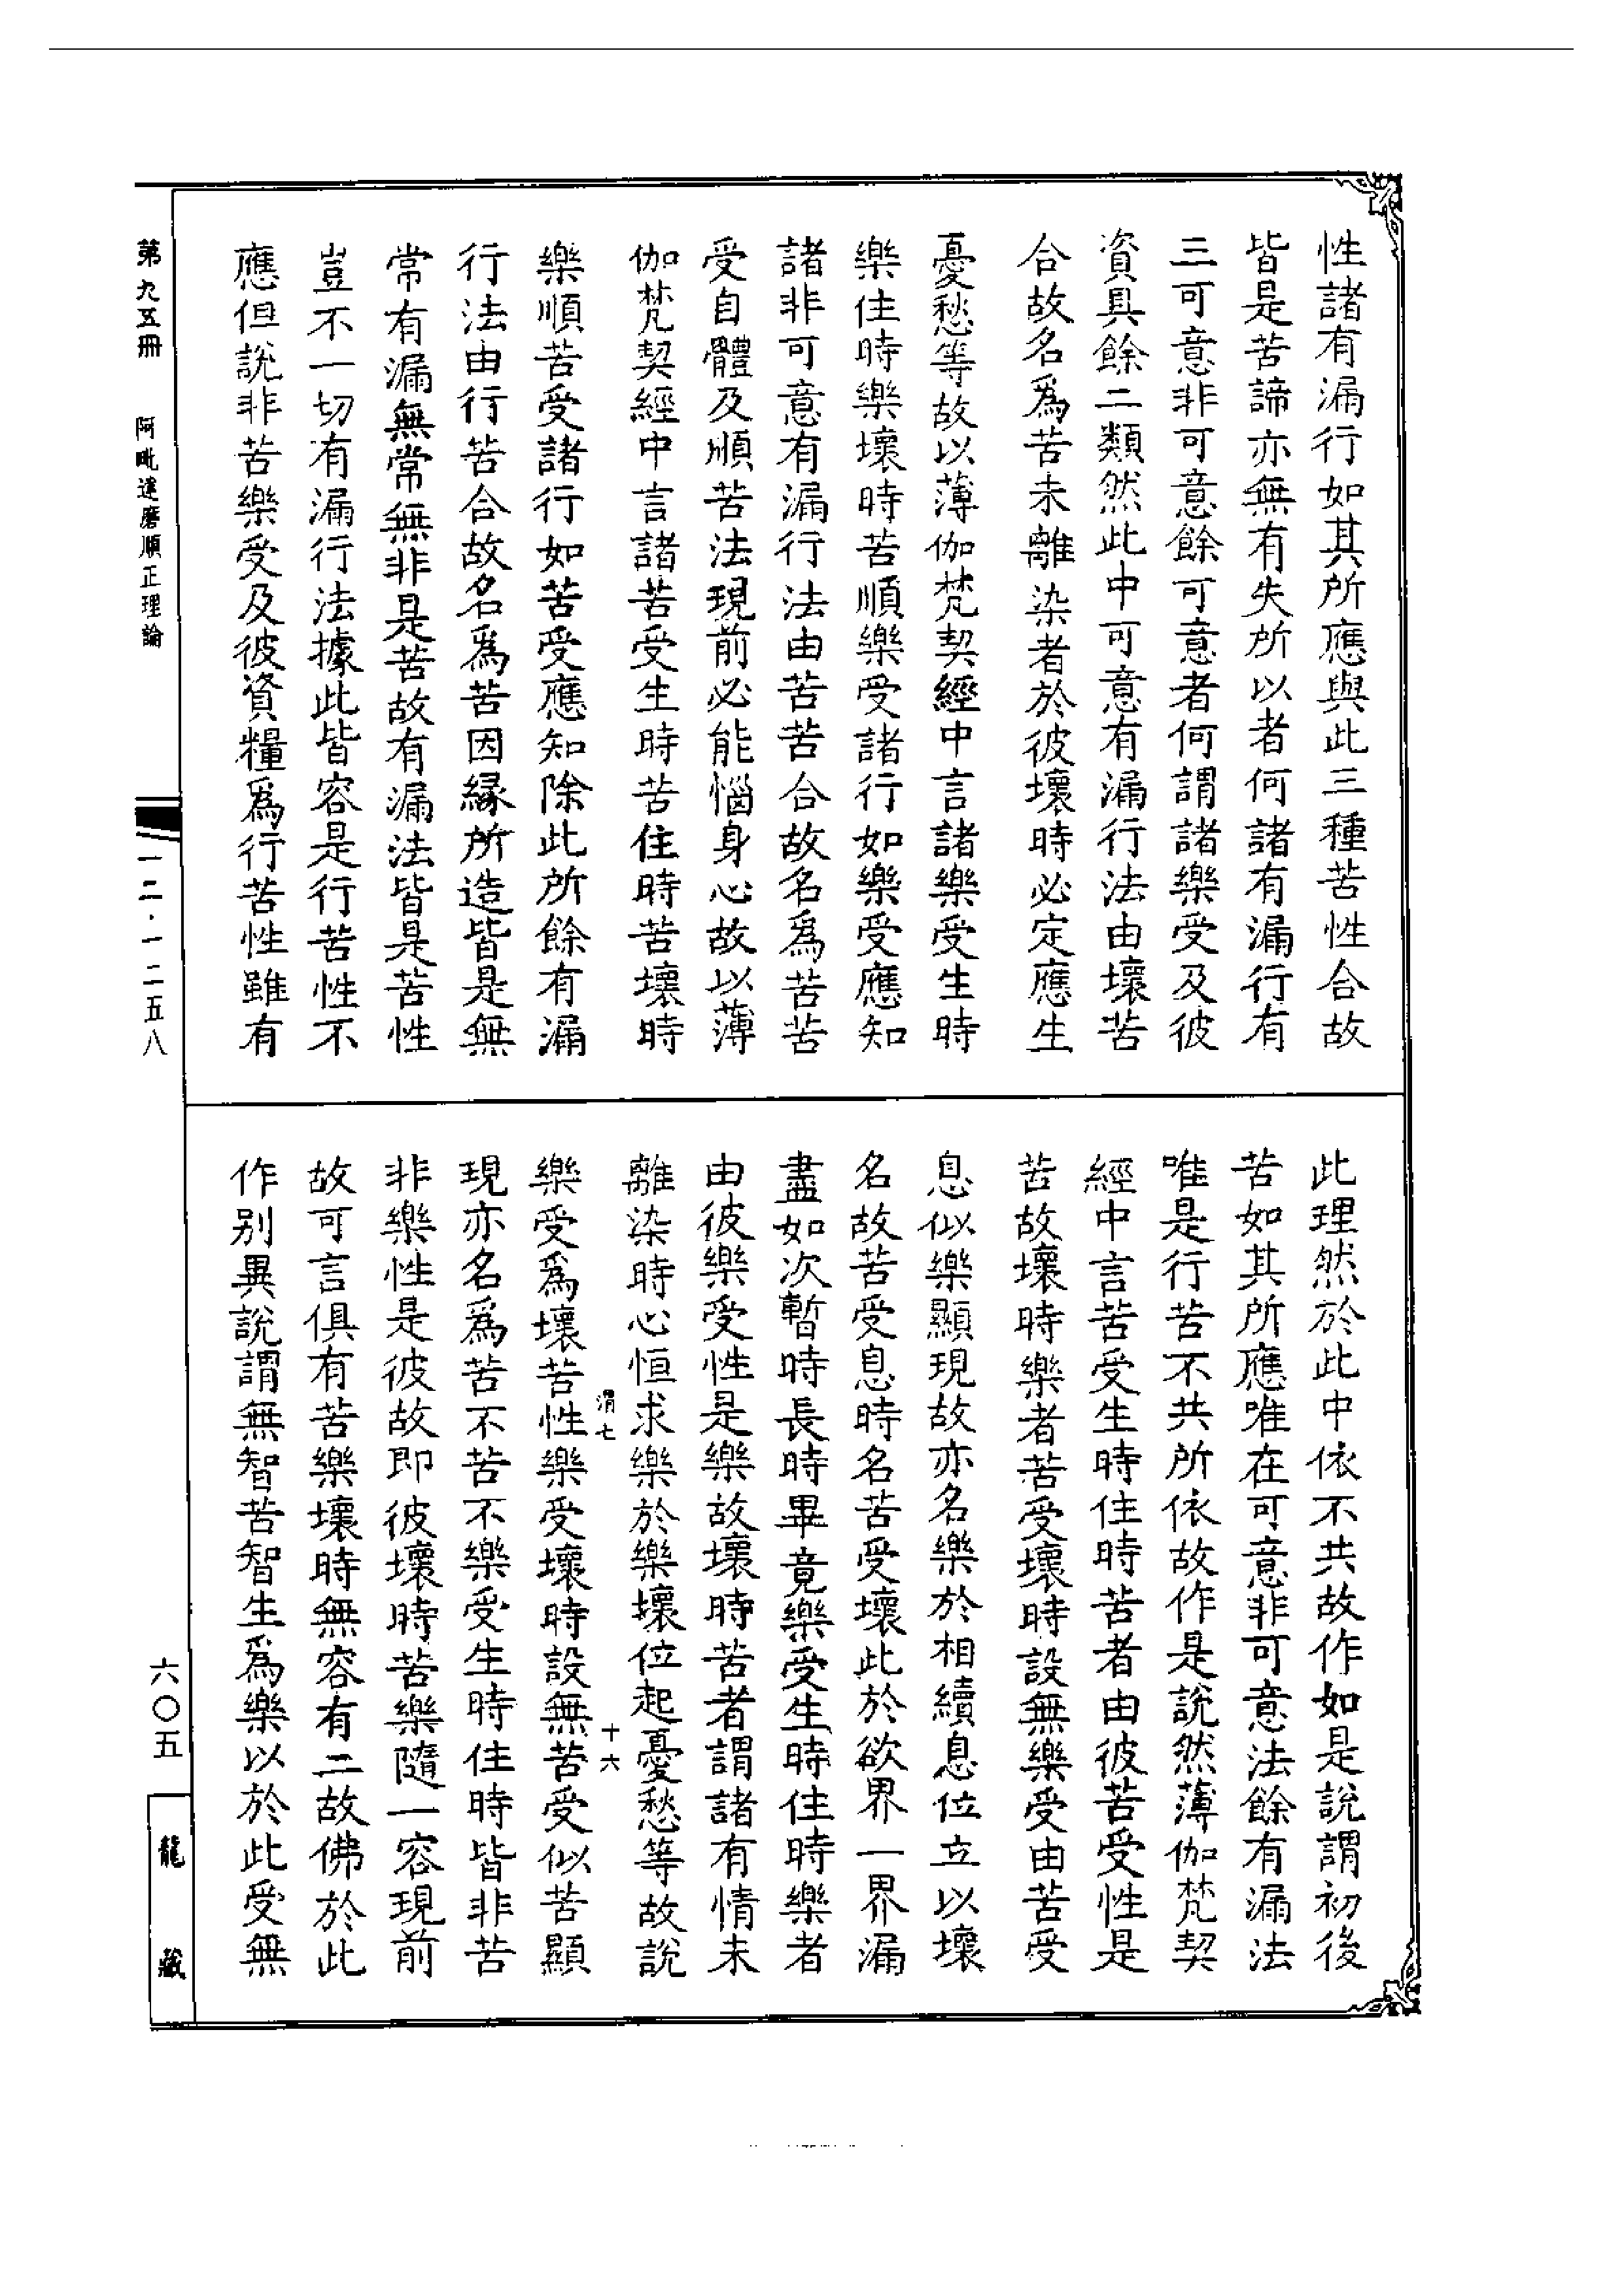 性諸有漏行如其所應與此三種苦性合故
皆是苦諦亦無有失所以者何諸有漏行有
三可意非可意餘可意者何謂諸樂受及彼
資具餘二類然此中可意有漏行法由壞苦
合故名爲苦未離染者於彼壞時必定應生
憂愁等故以薄伽梵契經中言諸樂受生時
樂住時樂壞時苦順樂受諸行如樂受應知
諸非可意有漏行法由苦苦合故名爲苦苦
受自體及順苦法現前必能惱身心故以薄
伽梵契經中言諸苦受生時苦住時苦壞時
樂順苦受諸行如苦受應知除此所餘有漏
行法由行苦合故名爲苦因緣所造皆是無
常有漏無常無非是苦故有漏法皆是苦性
豈不一切有漏行法據此皆容是行苦性不
應但說非苦樂受及彼資糧爲行苦性雖有
此理然於此中依不共故作如是說謂初後
苦如其所應唯在可意非可意法餘有漏法
唯是行苦不共所依故作是說然薄伽梵契
經中言苦受生時住時苦者由彼苦受性是
苦故壞時樂者苦受壞時設無樂受由苦受
息似樂顯現故亦名樂於相續息位立以壞
名故苦受息時名苦受壞此於欲界一界漏
盡如次暫時長時畢竟樂受生時住時樂者
由彼樂受性是樂故壞時苦者謂諸有情未
離染時心恒求樂於樂壞位起憂愁等故說
渭七
十六
樂受爲壞苦性樂受壞時設無苦受似苦顯
現亦名爲苦不苦不樂受生時住時皆非苦
非樂性是彼故即彼壞時苦樂隨一容現前
故可言俱有苦樂壞時無容有二故佛於此
作別異說謂無智苦智生爲樂以於此受無
第九五冊
阿毗達磨順正理論
一二·一二五八
六〇五
龍藏